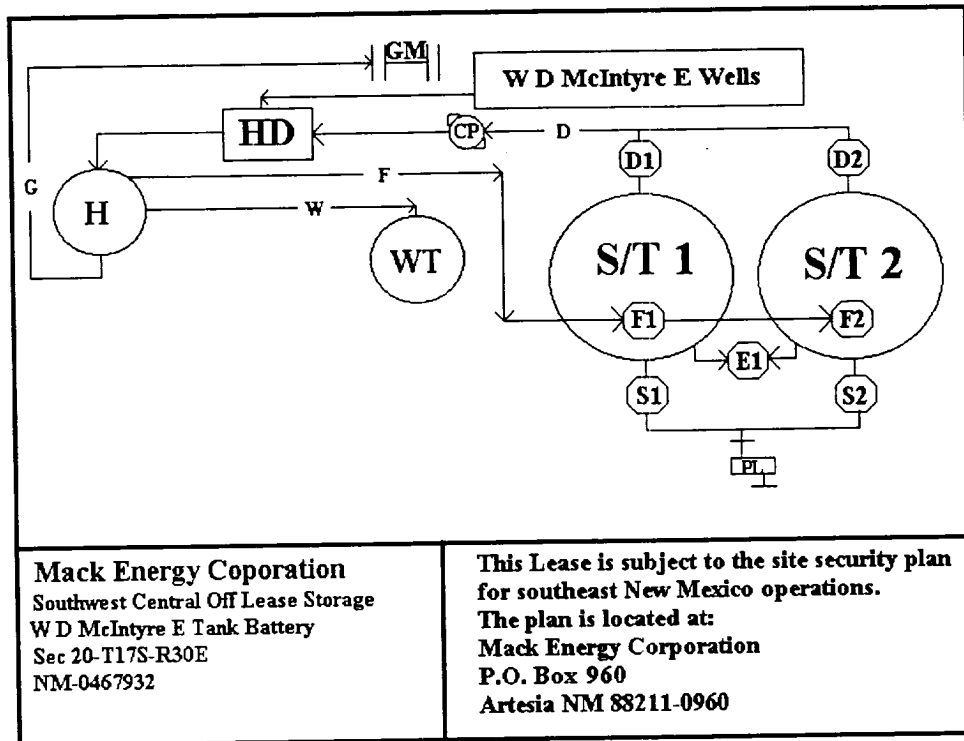 GM
W D McIntyre E Wells
HD
CP
D
D1
D2
G
F
H
W
WT
S/T 1
S/T 2
F1
F2
E1
S1
S2
PL
Mack Energy Coporation
Southwest Central Off Lease Storage
W D McIntyre E Tank Battery
Sec 20-T17S-R30E
NM-0467932
This Lease is subject to the site security plan
for southeast New Mexico operations.
The plan is located at:
Mack Energy Corporation
P.O. Box 960
Artesia NM 88211-0960